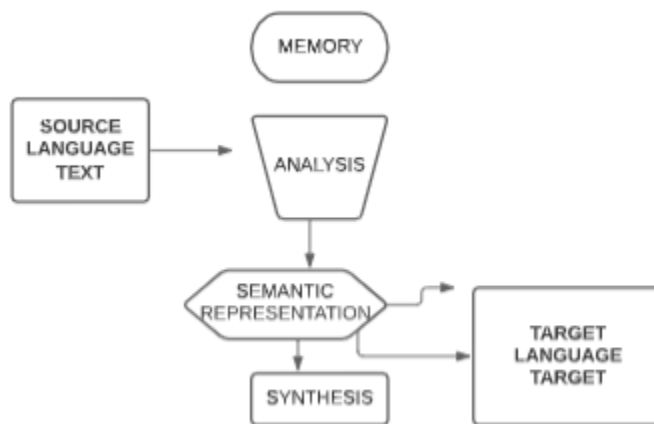 MEMORY
SOURCE
LANGUAGE
TEXT
ANALYSIS
SEMANTIC
REPRESENTATION
TARGET
LANGUAGE
TARGET
SYNTHESIS